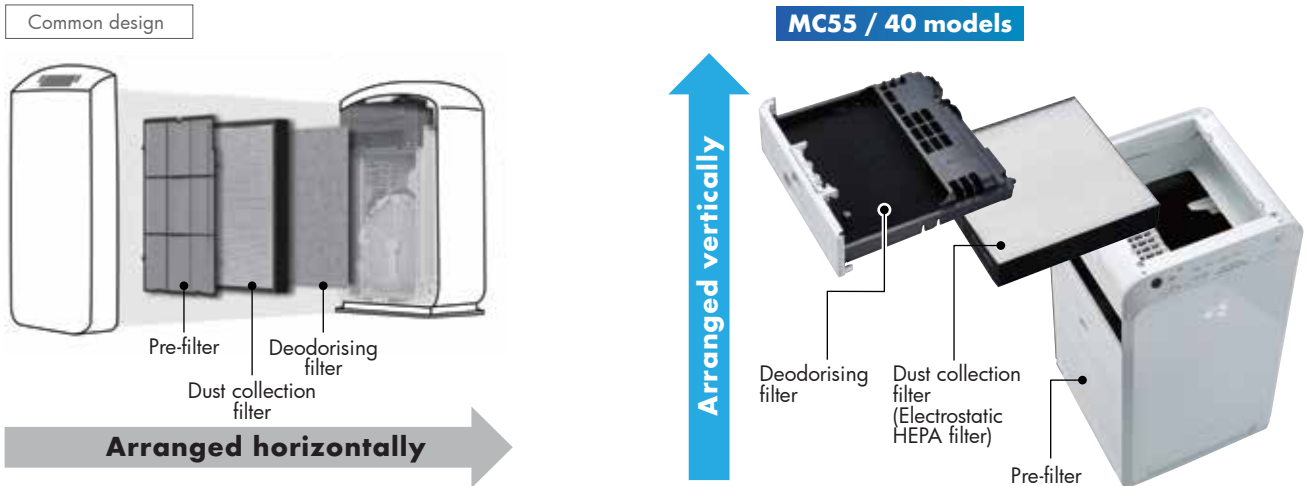 Common design
Pre-filter
Deodorising
filter
Dust collection
filter
Arranged horizontally
MC55 / 40 models
Arranged vertically
Deodorising
filter
Dust collection
filter
(Electrostatic
HEPA filter)
Pre-filter